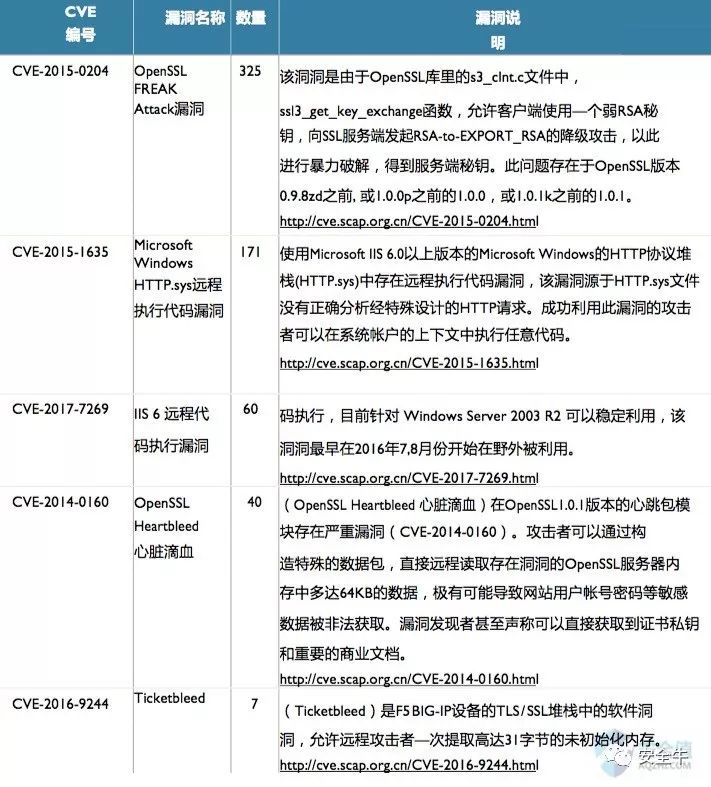 CVE 漏洞名称 数量 漏洞说
编号 明
CVE-2015-0204 OpenSSL 325 该洞洞是由于OpenSSL库里的s3_clnt.c文件中，
FREAK
Attack漏洞 ssl3_get_key_exchange函数，允许客户端使用一个弱RSA秘
钥，向SSL服务端发起RSA-to-EXPORT_RSA的降级攻击，以此
进行暴力破解，得到服务端秘钥。此问题存在于OpenSSL版本
0.9.8zd之前, 或1.0.0p之前的1.0.0，或1.0.1k之前的1.0.1。
http://cve.scap.org.cn/CVE-2015-0204.html
CVE-2015-1635 Microsoft 171 使用Microsoft IIS 6.0以上版本的Microsoft Windows的HTTP协议堆
Windows
HTTP.sys远程 栈(HTTP.sys)中存在远程执行代码漏洞，该漏洞源于HTTP.sys文件
执行代码漏洞 没有正确分析经特殊设计的HTTP请求。成功利用此漏洞的攻击
者可以在系统帐户的上下文中执行任意代码。
http://cve.scap.org.cn/CVE-2015-1635.html
CVE-2017-7269 IIS 6 远程代 60 码执行，目前针对 Windows Server 2003 R2 可以稳定利用，该
码执行漏洞 洞洞最早在2016年7,8月份开始在野外被利用。
http://cve.scap.org.cn/CVE-2017-7269.html
CVE-2014-0160 OpenSSL 40 （OpenSSL Heartbleed 心脏滴血）在OpenSSL1.0.1版本的心跳包模
Heartbleed 块存在严重漏洞（CVE-2014-0160）。攻击者可以通过构
心脏滴血 造特殊的数据包，直接远程读取存在洞洞的OpenSSL服务器内
存中多达64KB的数据，极有可能导致网站用户帐号密码等敏感
数据被非法获取。漏洞发现者甚至声称可以直接获取到证书私钥
和重要的商业文档。
http://cve.scap.org.cn/CVE-2014-0160.html
CVE-2016-9244 Ticketbleed 7 （Ticketbleed）是F5 BIG-IP设备的TLS/SSL堆栈中的软件洞
洞，允许远程攻击者一次提取高达31字节的未初始化内存。
http://cve.scap.org.cn/CVE-2016-9244.html
安全牛
AQZHI.COM